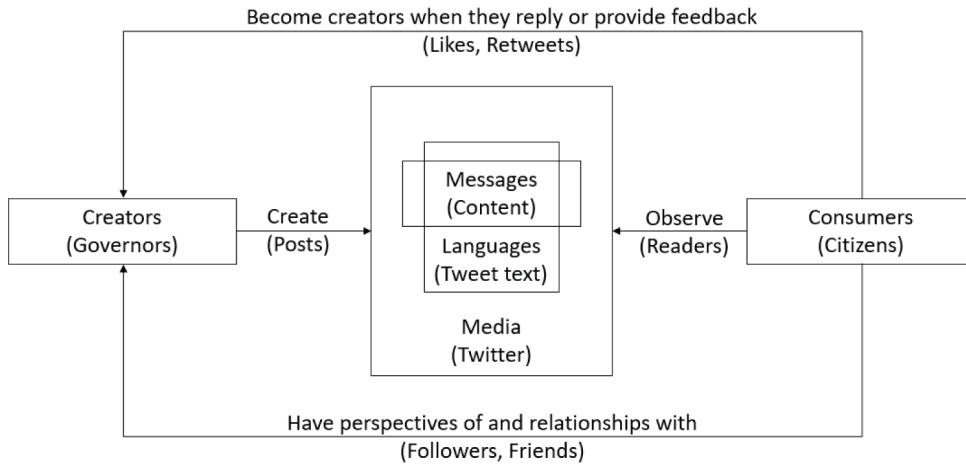 Become creators when they reply or provide feedback
(Likes, Retweets)
Messages
(Content)
Creators
(Governors)
Create
(Posts)
Languages
(Tweet text)
Observe
(Readers)
Consumers
(Citizens)
Media
(Twitter)
Have perspectives of and relationships with
(Followers, Friends)